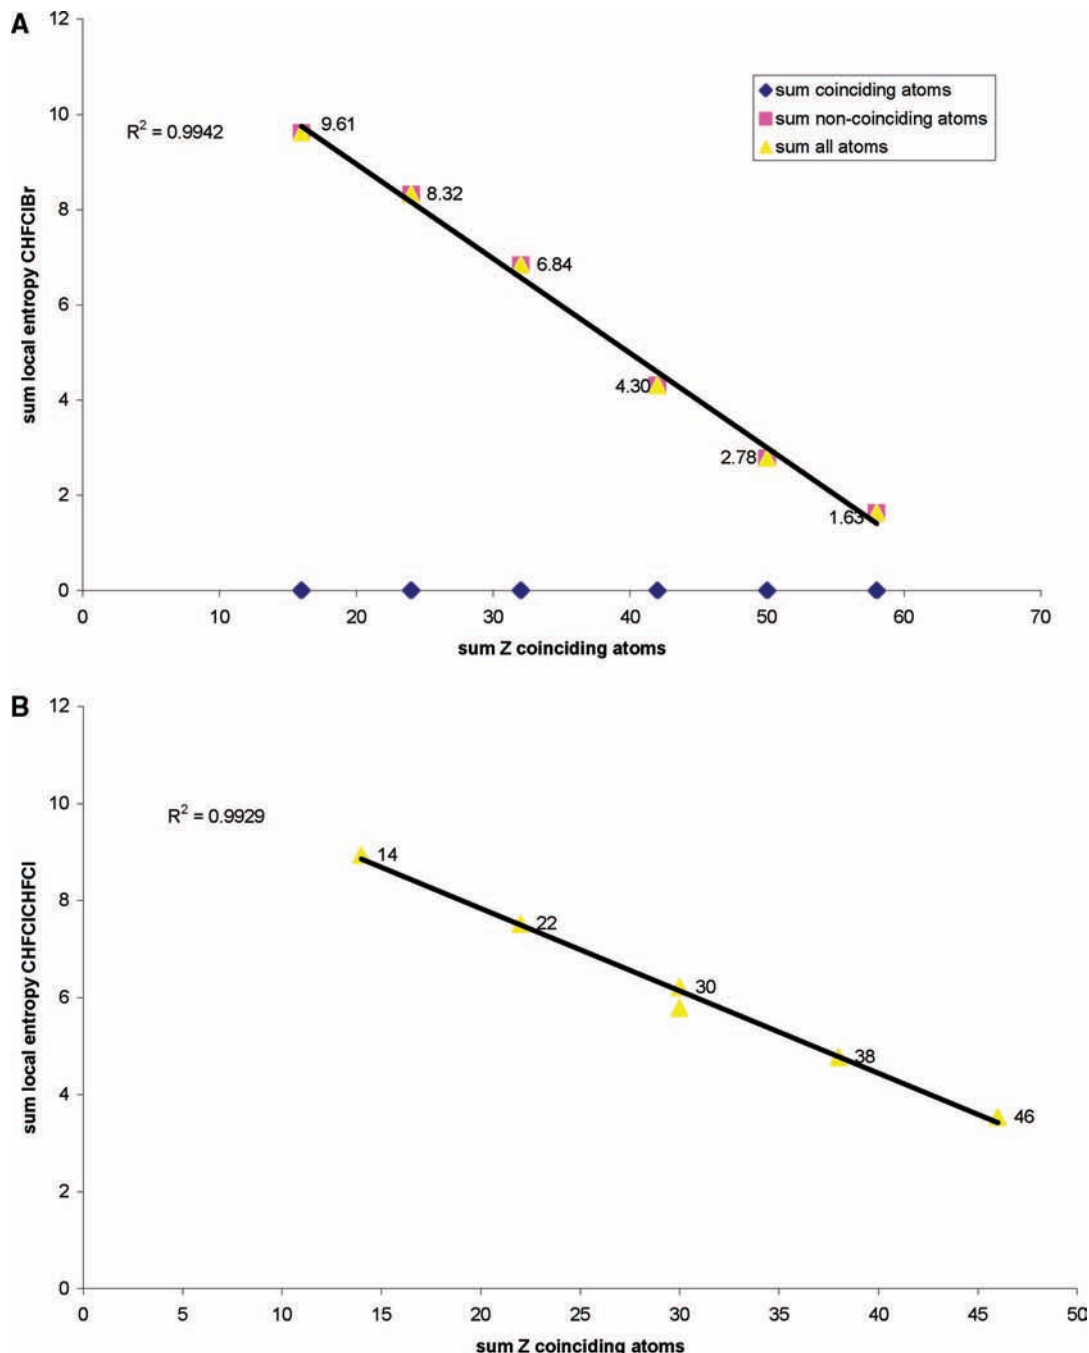 A
12
10
8
6
4
2
0
sum local entropy CHFClBr
R² = 0.9942
9.61
8.32
6.84
4.30
2.78
1.63
sum coinciding atoms
sum non-coinciding atoms
sum all atoms
0 10 20 30 40 50 60 70
sum Z coinciding atoms
B
12
10
8
6
4
2
0
sum local entropy CHFClCHFCl
R² = 0.9929
14
22
30
38
46
0 5 10 15 20 25 30 35 40 45 50
sum Z coinciding atoms